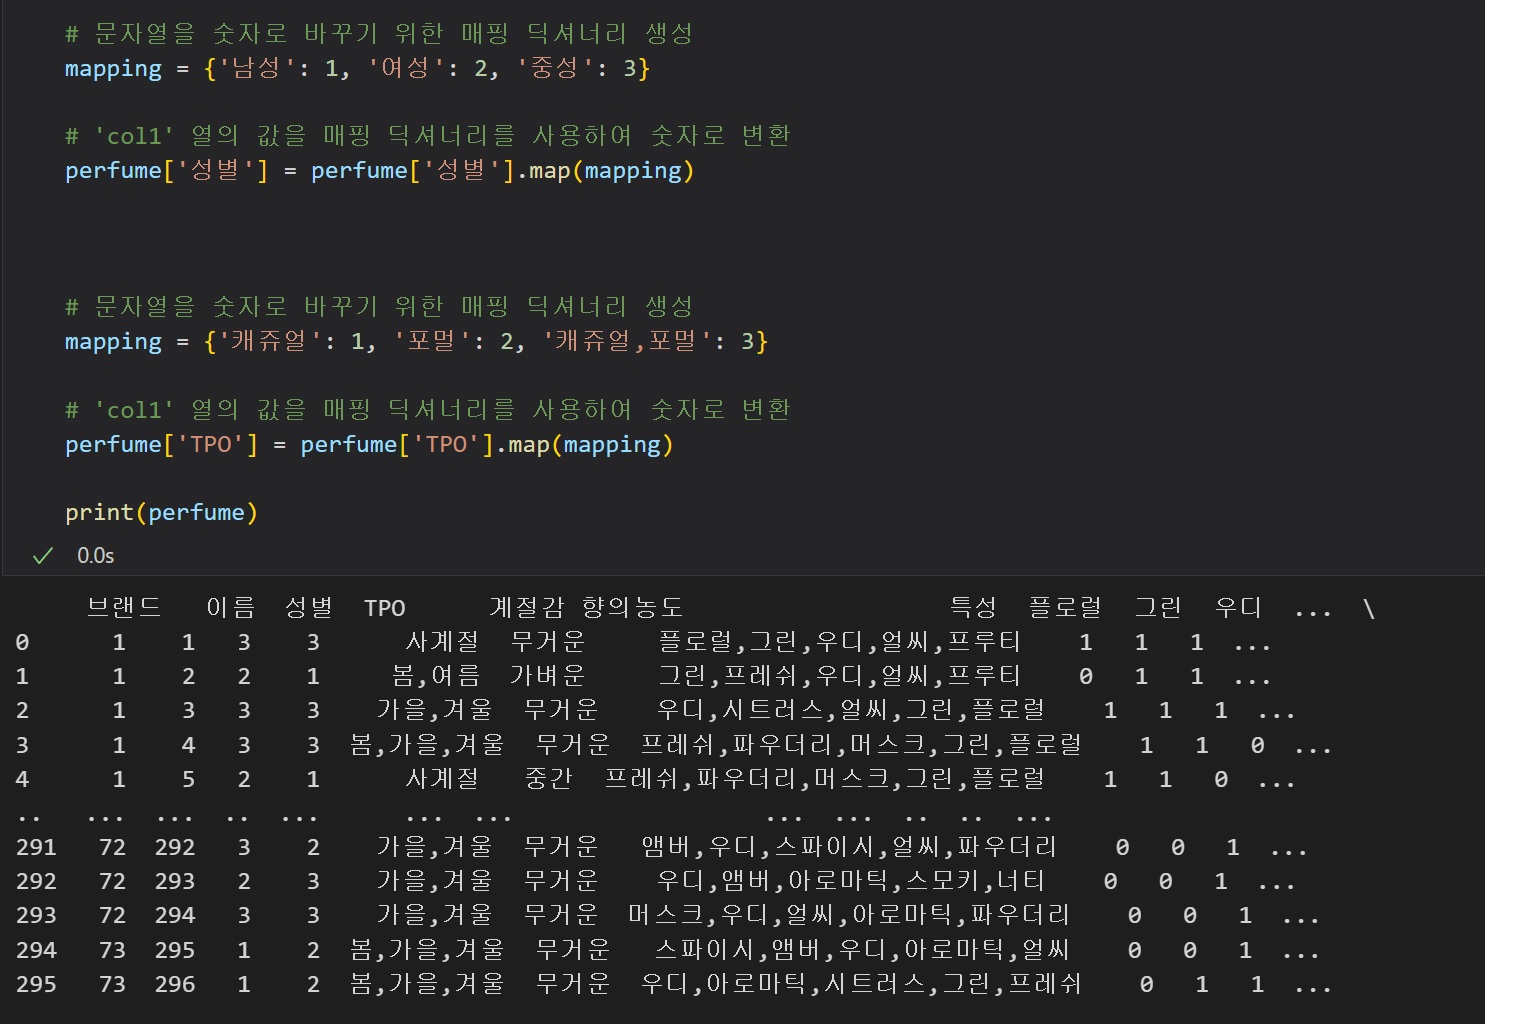 # 문자열을 숫자로 바꾸기 위한 매핑 딕셔너리 생성
mapping = {'남성': 1, '여성': 2, '중성': 3}
# 'col1' 열의 값을 매핑 딕셔너리를 사용하여 숫자로 변환
perfume['성별'] = perfume['성별'].map(mapping)
# 문자열을 숫자로 바꾸기 위한 매핑 딕셔너리 생성
mapping = {'캐쥬얼': 1, '포멀': 2, '캐쥬얼,포멀': 3}
# 'col1' 열의 값을 매핑 딕셔너리를 사용하여 숫자로 변환
perfume['TPO'] = perfume['TPO'].map(mapping)
print(perfume)
0.0s
브랜드 이름 성별 TPO 계절감 향의농도 특성 플로럴 그린 우디 ... \
0 1 1 3 3 사계절 무거운 플로럴,그린,우디,얼씨,프루티 1 1 1 ...
1 1 2 2 1 봄,여름 가벼운 그린,프레쉬,우디,얼씨,프루티 0 1 1 ...
2 1 3 3 3 가을,겨울 무거운 우디,시트러스,얼씨,그린,플로럴 1 1 1 ...
3 1 4 3 3 봄,가을,겨울 무거운 프레쉬,파우더리,머스크,그린,플로럴 1 1 0 ...
4 1 5 2 1 사계절 중간 프레쉬,파우더리,머스크,그린,플로럴 1 1 0 ...
.. ... ... .. ... ... ... ... ... .. .. ...
291 72 292 3 2 가을,겨울 무거운 앰버,우디,스파이시,얼씨,파우더리 0 0 1 ...
292 72 293 2 3 가을,겨울 무거운 우디,앰버,아로마틱,스모키,너티 0 0 1 ...
293 72 294 3 3 가을,겨울 무거운 머스크,우디,얼씨,아로마틱,파우더리 0 0 1 ...
294 73 295 1 2 봄,가을,겨울 무거운 스파이시,앰버,우디,아로마틱,얼씨 0 0 1 ...
295 73 296 1 2 봄,가을,겨울 무거운 우디,아로마틱,시트러스,그린,프레쉬 0 1 1 ...